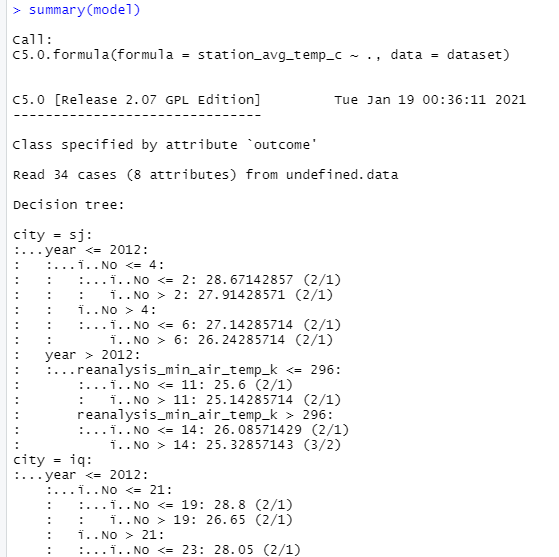 > summary(model)

Call:
C5.0.formula(formula = station_avg_temp_c ~ ., data = dataset)


C5.0 [Release 2.07 GPL Edition]         Tue Jan 19 00:36:11 2021
-------------------------------

Class specified by attribute `outcome'

Read 34 cases (8 attributes) from undefined.data

Decision tree:

city = sj:
:...year <= 2012:
:   :...ï..No <= 4:
:   :   :...ï..No <= 2: 28.67142857 (2/1)
:   :   :   ï..No > 2: 27.91428571 (2/1)
:   :   ï..No > 4:
:   :   :...ï..No <= 6: 27.14285714 (2/1)
:   :       ï..No > 6: 26.24285714 (2/1)
:   year > 2012:
:   :...reanalysis_min_air_temp_k <= 296:
:       :...ï..No <= 11: 25.6 (2/1)
:       :   ï..No > 11: 25.14285714 (2/1)
:       reanalysis_min_air_temp_k > 296:
:       :...ï..No <= 14: 26.08571429 (2/1)
:           ï..No > 14: 25.32857143 (3/2)
city = iq:
:...year <= 2012:
    :...ï..No <= 21:
    :   :...ï..No <= 19: 28.8 (2/1)
    :   :   ï..No > 19: 26.65 (2/1)
    :   ï..No > 21:
    :   :...ï..No <= 23: 28.05 (2/1)